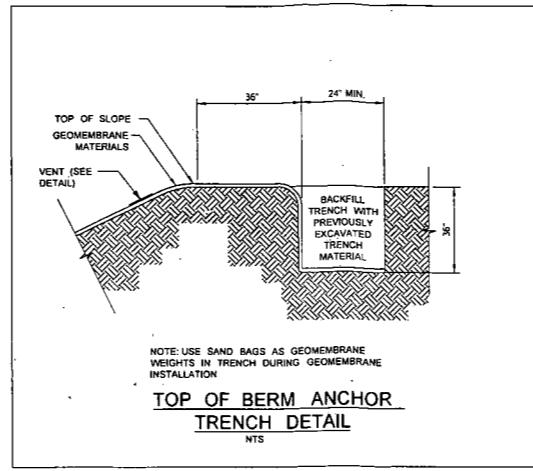 36"
24" MIN.
TOP OF SLOPE
GEOMEMBRANE
MATERIALS
VENT (SEE
DETAIL)
BACKFILL
TRENCH WITH
PREVIOUSLY
EXCAVATED
TRENCH
MATERIAL
36"
NOTE: USE SAND BAGS AS GEOMEMBRANE
WEIGHTS IN TRENCH DURING GEOMEMBRANE
INSTALLATION
TOP OF BERM ANCHOR
TRENCH DETAIL
NTS